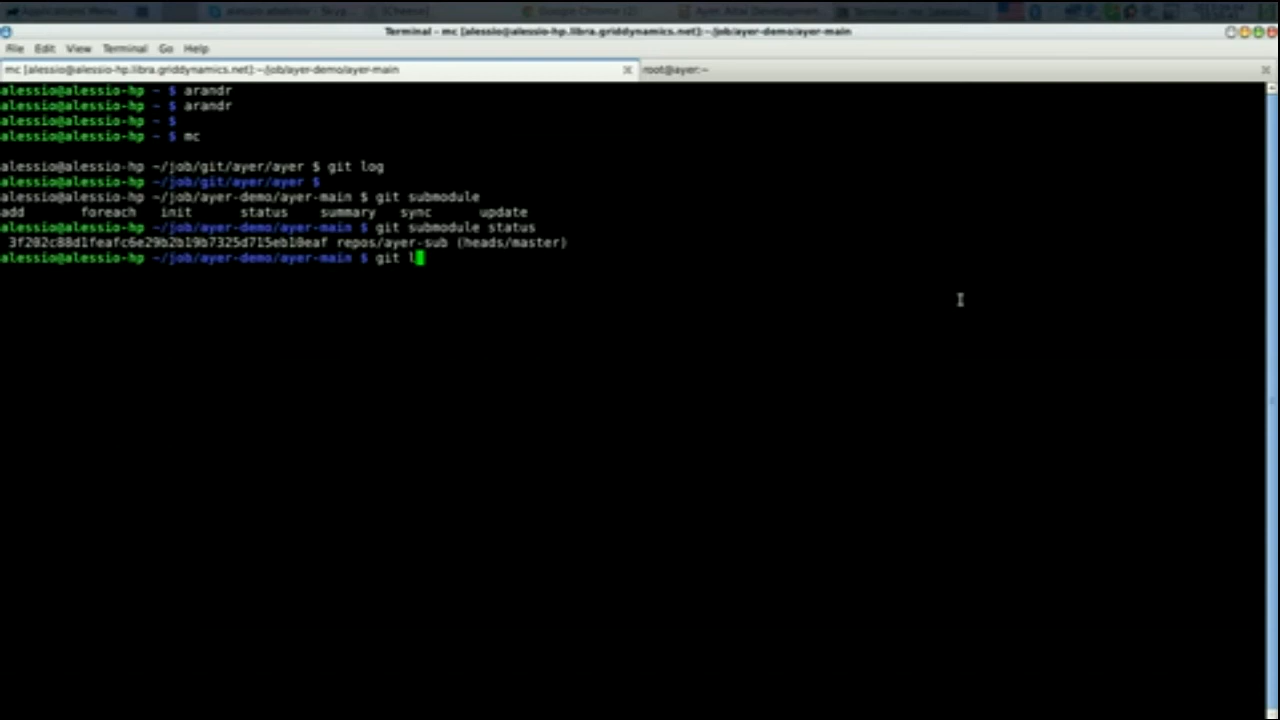 Applications Menu
Google Chrome (2)
Terminal - mc [alessio@alessio-hp.libra.griddynamics.net]:~/job/ayer-demo/ayer-main
File Edit View Terminal Go Help
mc [alessio@alessio-hp.libra.griddynamics.net]:~/job/ayer-demo/ayer-main root@ayer:~
alessio@alessio-hp ~ $ arandr
alessio@alessio-hp ~ $ arandr
alessio@alessio-hp ~ $
alessio@alessio-hp ~ $ mc
alessio@alessio-hp ~/job/git/ayer/ayer $ git log
alessio@alessio-hp ~/job/git/ayer/ayer $
alessio@alessio-hp ~/job/ayer-demo/ayer-main $ git submodule
add foreach init status summary sync update
alessio@alessio-hp ~/job/ayer-demo/ayer-main $ git submodule status
repos/ayer-sub (heads/master)
alessio@alessio-hp ~/job/ayer-demo/ayer-main $ git l